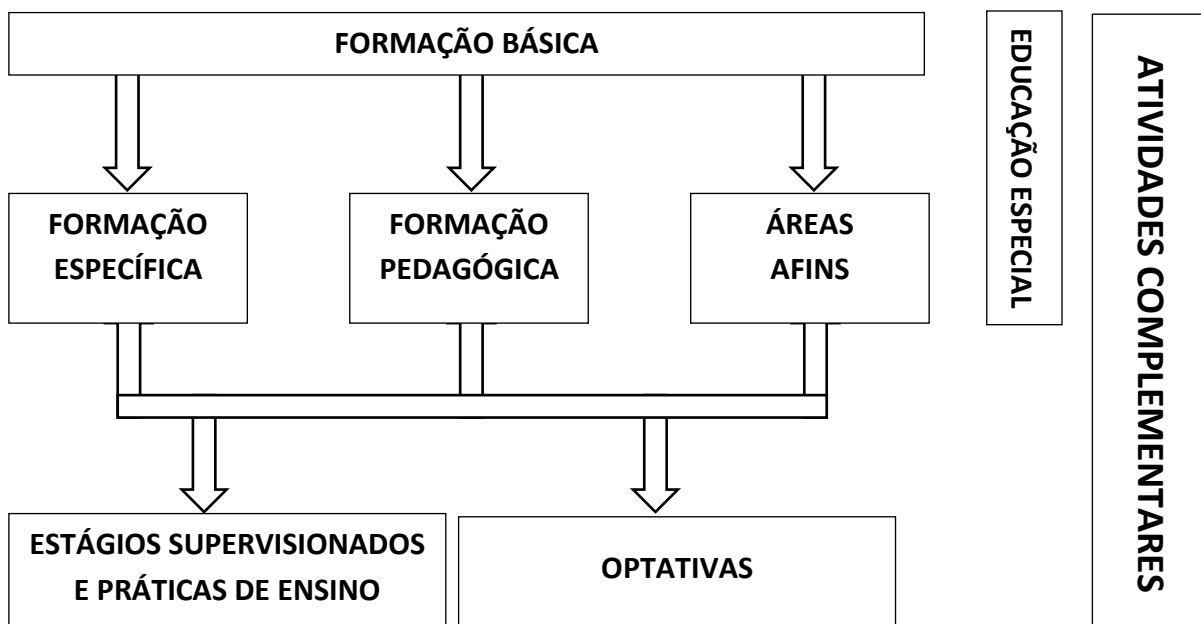 FORMAÇÃO BÁSICA
FORMAÇÃO
ESPECÍFICA
FORMAÇÃO
PEDAGÓGICA
ÁREAS
AFINS
ESTÁGIOS SUPERVISIONADOS
E PRÁTICAS DE ENSINO
OPTATIVAS
EDUCAÇÃO ESPECIAL
ATIVIDADES COMPLEMENTARES